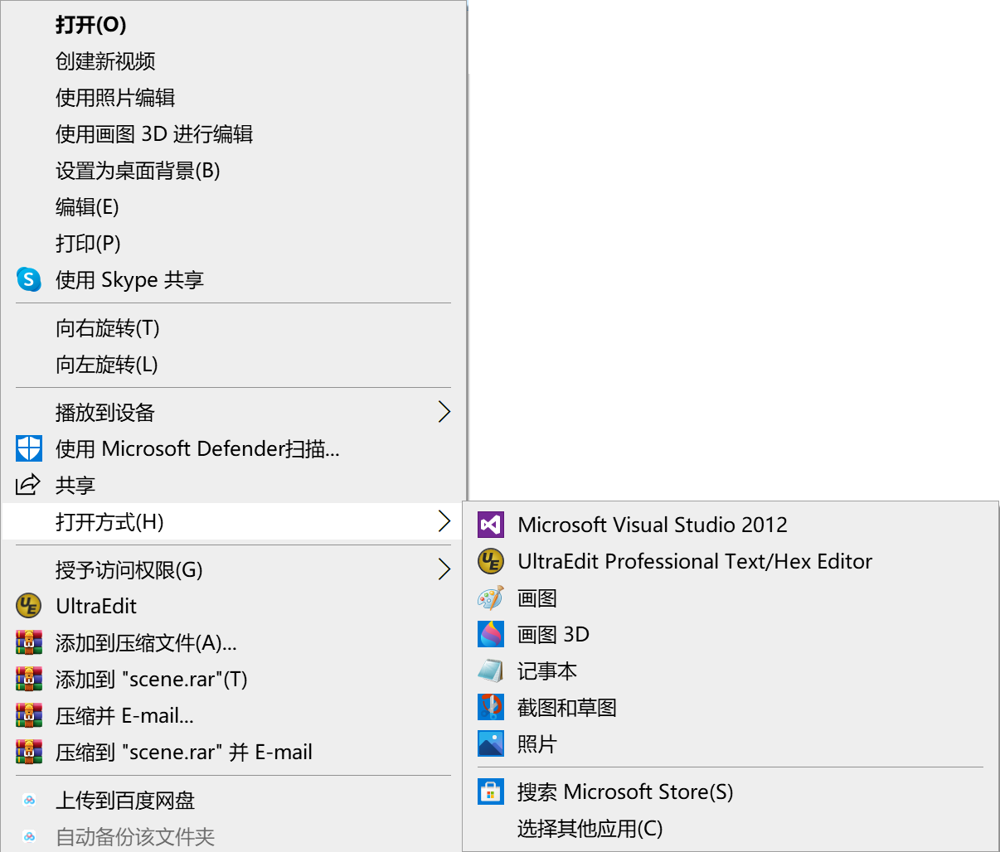 打开(O)
创建新视频
使用照片编辑
使用画图 3D 进行编辑
设置为桌面背景(B)
编辑(E)
打印(P)
使用 Skype 共享
向右旋转(T)
向左旋转(L)
播放到设备
使用 Microsoft Defender扫描...
共享
打开方式(H)
授予访问权限(G)
UltraEdit
添加到压缩文件(A)...
添加到 "scene.rar"(T)
压缩并 E-mail...
压缩到 "scene.rar" 并 E-mail
上传到百度网盘
自动备份该文件夹
Microsoft Visual Studio 2012
UltraEdit Professional Text/Hex Editor
画图
画图 3D
记事本
截图和草图
照片
搜索 Microsoft Store(S)
选择其他应用(C)